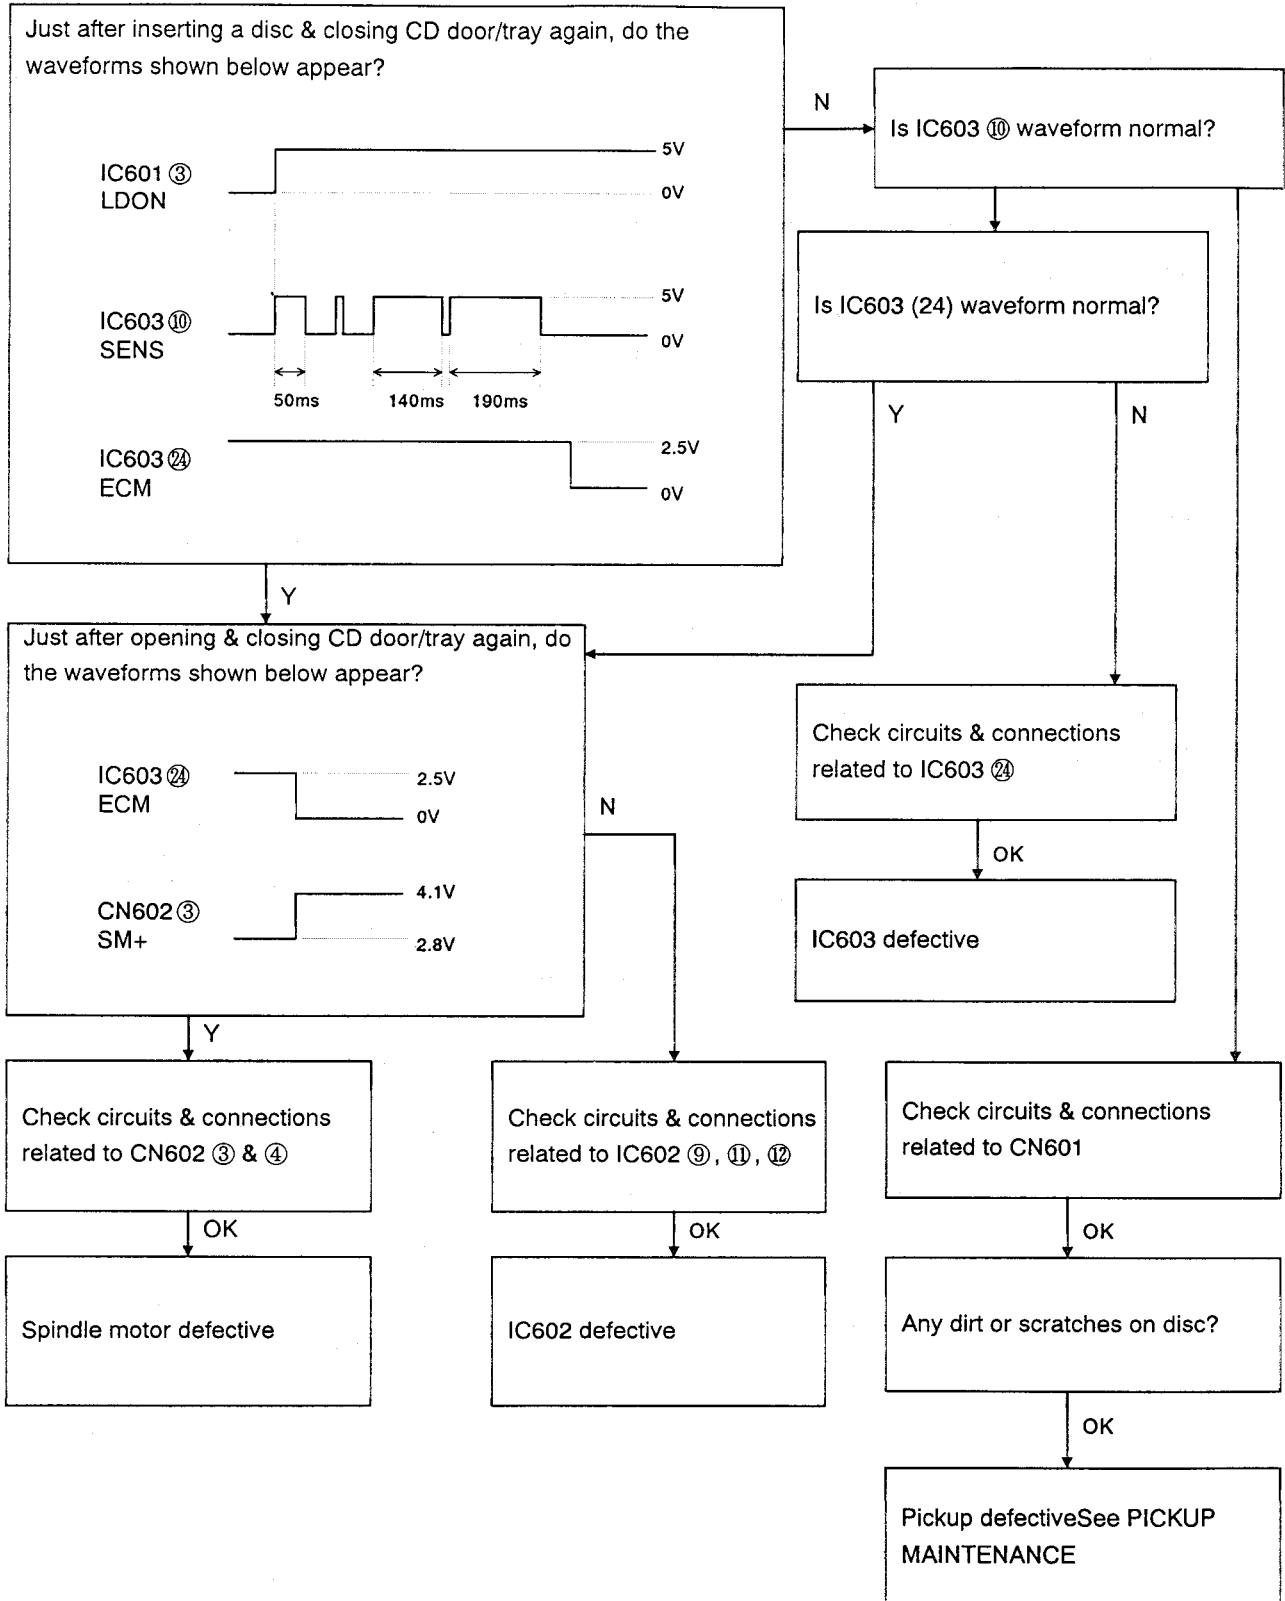 Just after inserting a disc & closing CD door/tray again, do the
waveforms shown below appear?
IC601 ③
LDON
5V
0V
IC603 ⑩
SENS
5V
0V
50ms
140ms
190ms
IC603 ㉔
ECM
2.5V
0V
N
Is IC603 ⑩ waveform normal?
Is IC603 (24) waveform normal?
Y
N
Y
Just after opening & closing CD door/tray again, do
the waveforms shown below appear?
IC603 ㉔
ECM
2.5V
0V
CN602 ③
SM+
4.1V
2.8V
N
Check circuits & connections
related to IC603 ㉔
OK
IC603 defective
Y
Check circuits & connections
related to CN602 ③ & ④
OK
Spindle motor defective
Check circuits & connections
related to IC602 ⑨, ⑪, ⑫
OK
IC602 defective
Check circuits & connections
related to CN601
OK
Any dirt or scratches on disc?
OK
Pickup defectiveSee PICKUP
MAINTENANCE